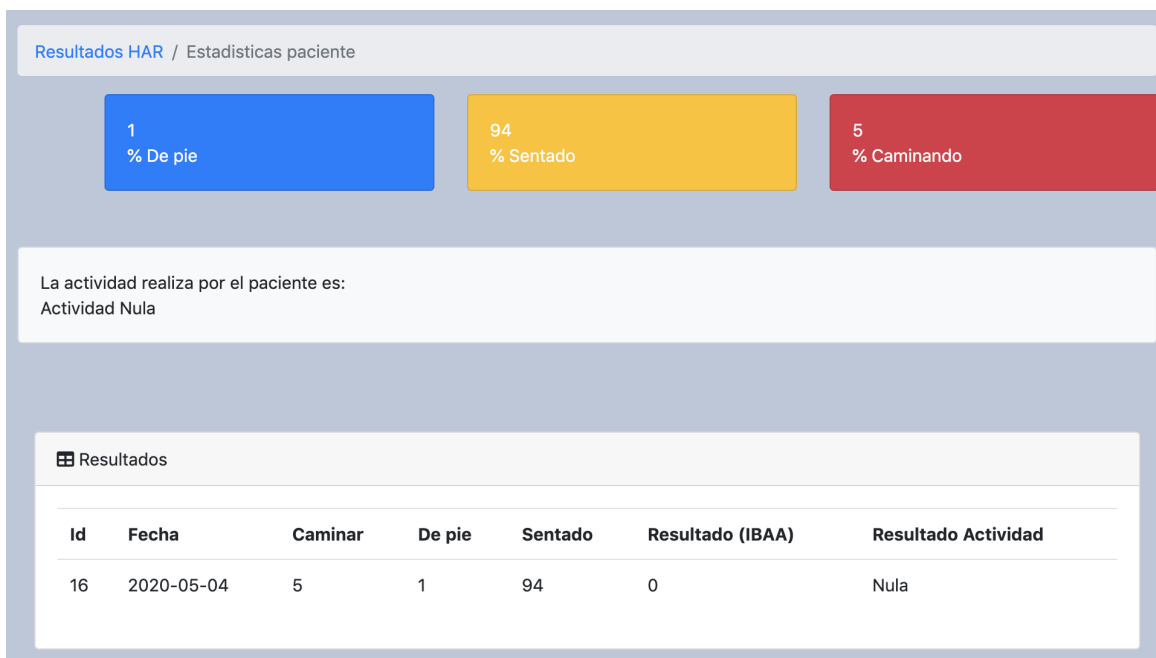 Resultados HAR / Estadisticas paciente
1
% De pie
94
% Sentado
5
% Caminando
La actividad realiza por el paciente es:
Actividad Nula
Resultados
Id Fecha Caminar De pie Sentado Resultado (IBAA) Resultado Actividad
16 2020-05-04 5 1 94 0 Nula